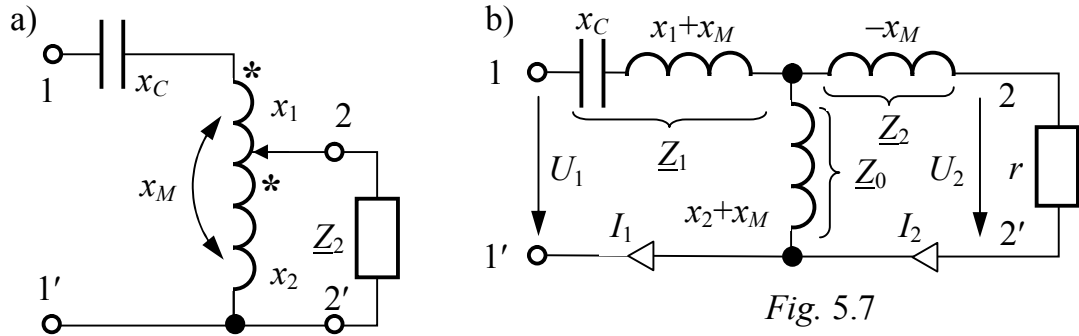 a)
1
x_C
*
x_1
2
x_M
*
Z_2
x_2
1′
2′
b)
x_C
x_1+x_M
–x_M
1
2
Z_1
Z_2
U_1
Z_0
U_2
r
x_2+x_M
1′
I_1
I_2
2′
Fig. 5.7